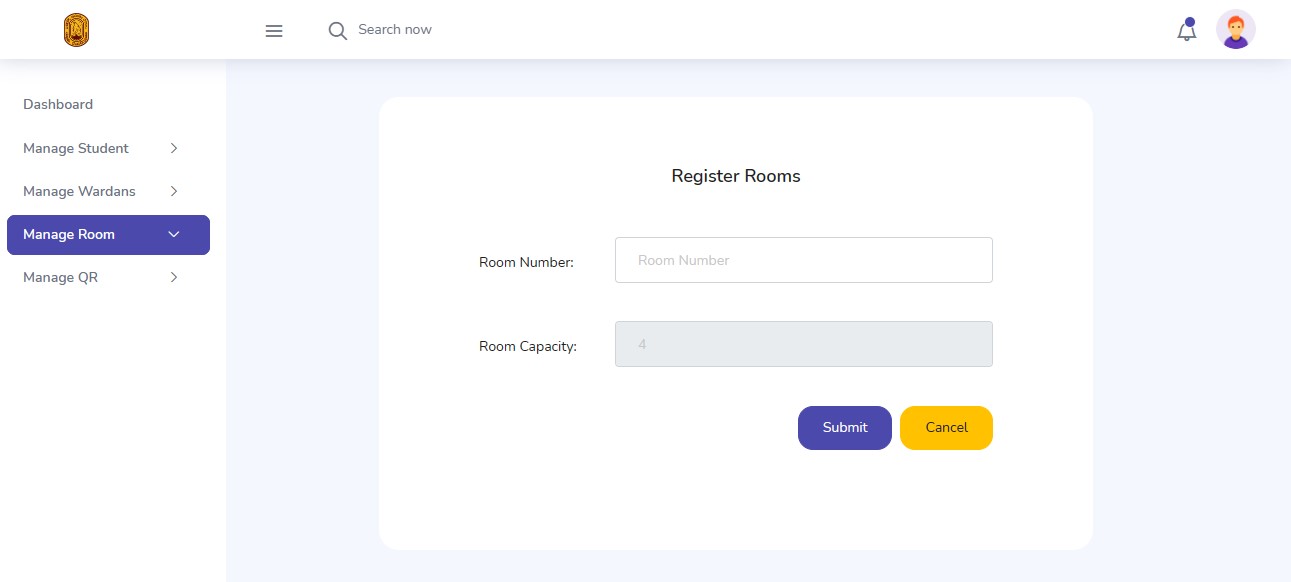 Search now
Dashboard
Manage Student
Manage Wardans
Manage Room
Manage QR
Register Rooms
Room Number:
Room Number
Room Capacity:
4
Submit
Cancel